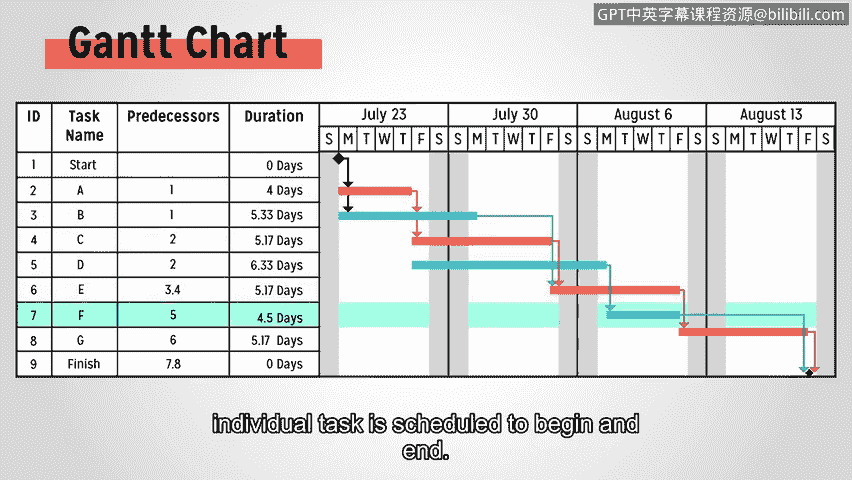 GPT中英字幕课程资源@bilibili.com
Gantt Chart
ID Task Name Predecessors Duration July 23 July 30 August 6 August 13
S M T W T F S S M T W T F S S M T W T F S S M T W T F S
1 Start 0 Days
2 A 1 4 Days
3 B 1 5.33 Days
4 C 2 5.17 Days
5 D 2 6.33 Days
6 E 3.4 5.17 Days
7 F 5 4.5 Days
8 G 6 5.17 Days
9 Finish 7.8 0 Days
individual task is scheduled to begin and
end.